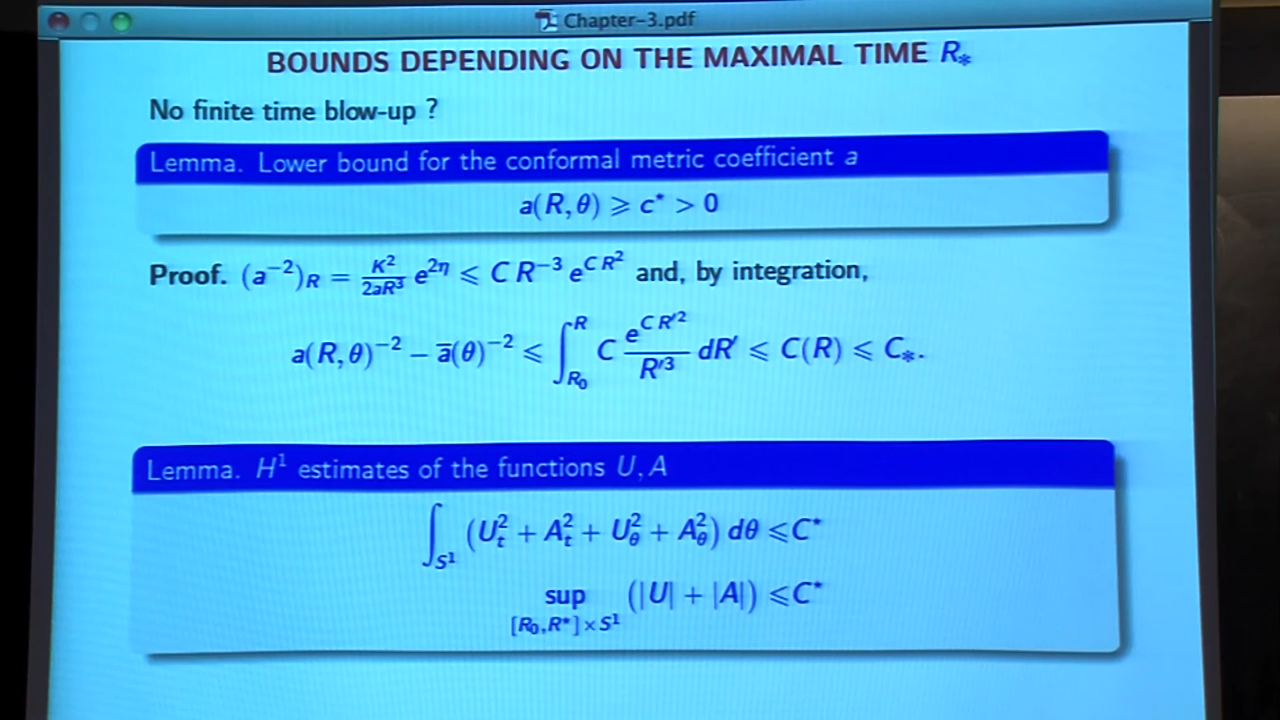 Chapter-3.pdf
BOUNDS DEPENDING ON THE MAXIMAL TIME R_*
No finite time blow-up ?
Lemma. Lower bound for the conformal metric coefficient a
a(R, θ) ⩾ c* > 0
Proof. (a⁻²)_R = K²/(2aR³) e^{2η} ⩽ C R⁻³ e^{C R²} and, by integration,
a(R, θ)⁻² − a̅(θ)⁻² ⩽ ∫_{R₀}^{R} C e^{C R′²}/R′³ dR′ ⩽ C(R) ⩽ C_*.
Lemma. H¹ estimates of the functions U, A
∫_{S¹} (U_t² + A_t² + U_θ² + A_θ²) dθ ⩽ C*
sup_{[R₀,R*]×S¹} (|U| + |A|) ⩽ C*